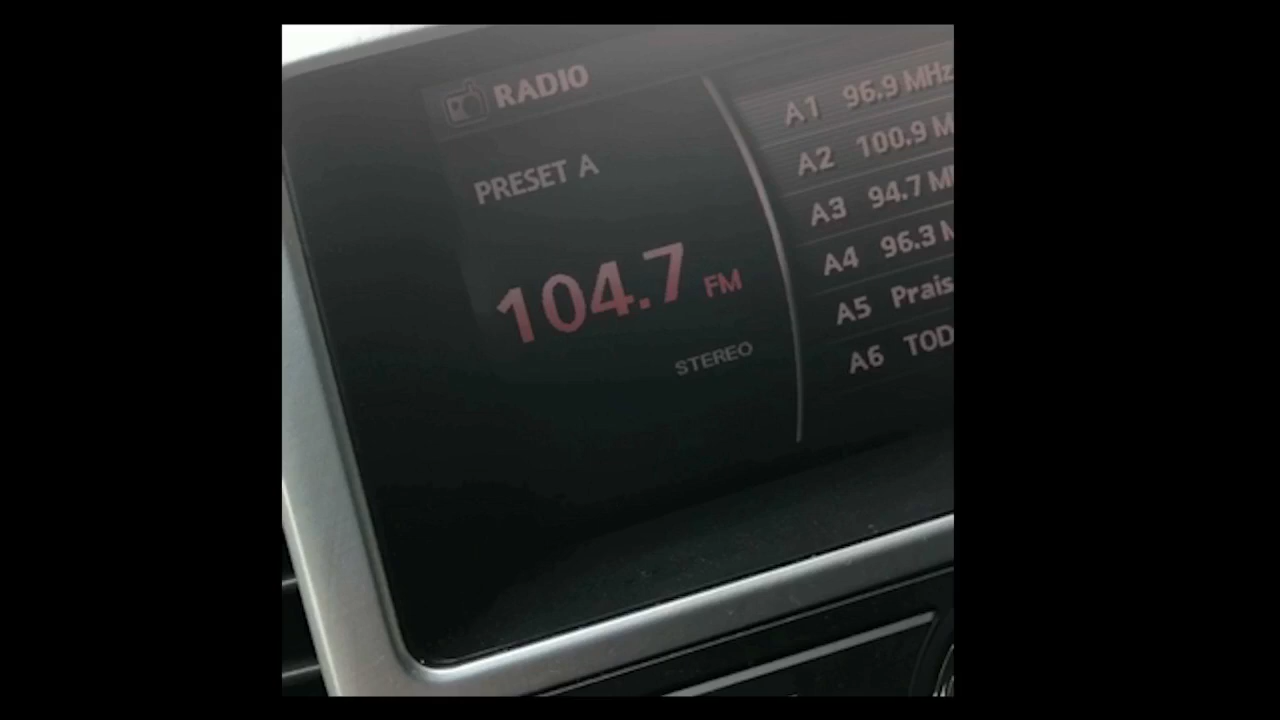 RADIO
PRESET A
104.7 FM
STEREO
A1 96.9 MHz
A2 100.9 M
A3 94.7 M
A4 96.3
A5 Prais
A6 TOD